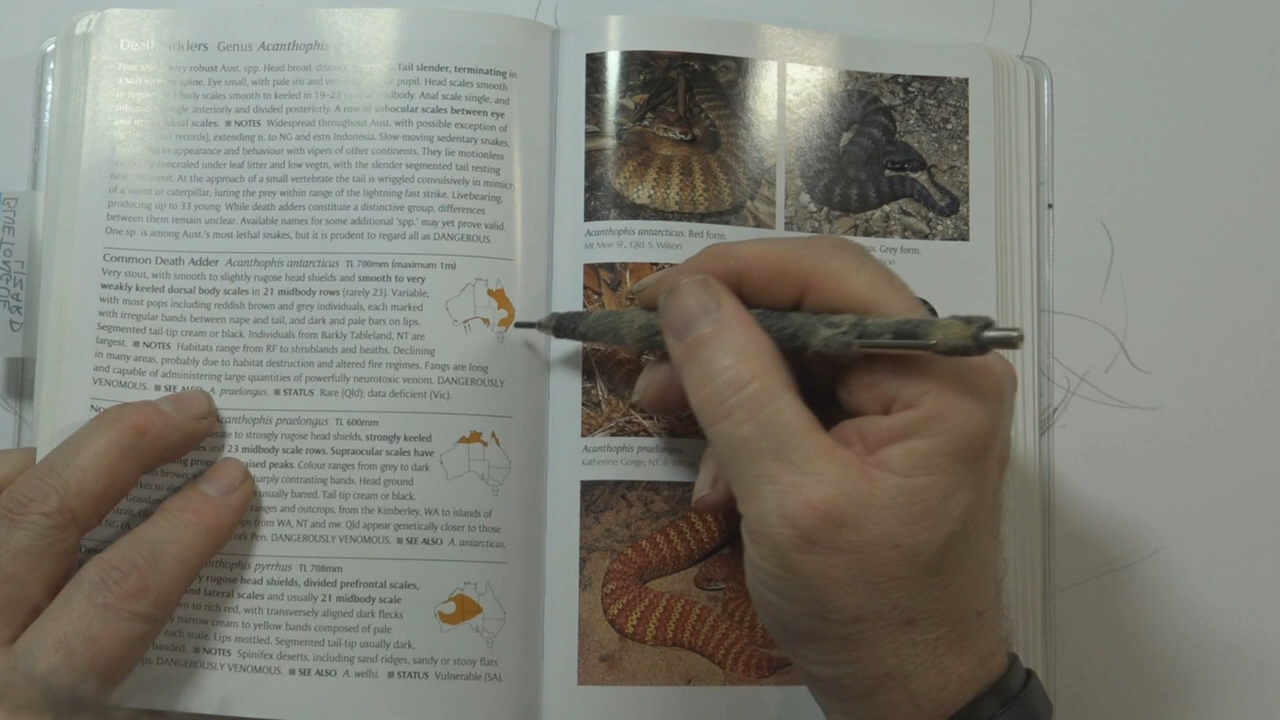 Death Adders Genus Acanthophis
very robust Aust. spp. Head broad, Tail slender, terminating in
spine. Eye small, with pale iris and pupil. Head scales smooth
body scales smooth to keeled in 19–23 midbody. Anal scale single, and
anteriorly and divided posteriorly. A row of subocular scales between eye
and labial scales. ■ NOTES Widespread throughout Aust. with possible exception of
records), extending n. to NG and estn Indonesia. Slow-moving sedentary snakes,
in appearance and behaviour with vipers of other continents. They lie motionless
concealed under leaf litter and low vegtn, with the slender segmented tail resting
snout. At the approach of a small vertebrate the tail is wriggled convulsively in mimicry
of a worm or caterpillar, luring the prey within range of the lightning-fast strike. Livebearing,
producing up to 33 young. While death adders constitute a distinctive group, differences
between them remain unclear. Available names for some additional 'spp.' may yet prove valid.
One sp. is among Aust.'s most lethal snakes, but it is prudent to regard all as DANGEROUS.
Common Death Adder Acanthophis antarcticus TL 700mm (maximum 1m)
Very stout, with smooth to slightly rugose head shields and smooth to very
weakly keeled dorsal body scales in 21 midbody rows (rarely 23). Variable,
with most pops including reddish brown and grey individuals, each marked
with irregular bands between nape and tail, and dark and pale bars on lips.
Segmented tail-tip cream or black. Individuals from Barkly Tableland, NT are
largest. ■ NOTES Habitats range from RF to shrublands and heaths. Declining
in many areas, probably due to habitat destruction and altered fire regimes. Fangs are long
and capable of administering large quantities of powerfully neurotoxic venom. DANGEROUSLY
VENOMOUS. ■ SEE ALSO A. praelongus. ■ STATUS Rare (Qld); data deficient (Vic).
Acanthophis praelongus TL 600mm
to strongly rugose head shields, strongly keeled
and 23 midbody scale rows. Supraocular scales have
raised peaks. Colour ranges from grey to dark
brown, sharply contrasting bands. Head ground
usually barred. Tail-tip cream or black.
ranges and outcrops, from the Kimberley, WA to islands of
from WA, NT and nw. Qld appear genetically closer to those
Pen. DANGEROUSLY VENOMOUS. ■ SEE ALSO A. antarcticus.
Acanthophis pyrrhus TL 708mm
rugose head shields, divided prefrontal scales,
and lateral scales and usually 21 midbody scale
to rich red, with transversely aligned dark flecks
narrow cream to yellow bands composed of pale
each scale. Lips mottled. Segmented tail-tip usually dark,
banded. ■ NOTES Spinifex deserts, including sand ridges, sandy or stony flats
DANGEROUSLY VENOMOUS. ■ SEE ALSO A. wellsi. ■ STATUS Vulnerable (SA).
Acanthophis antarcticus. Red form.
Mt Mee SF, Qld. S. Wilson
Grey form.
Acanthophis praelongus
Katherine Gorge, NT. S. Wilson